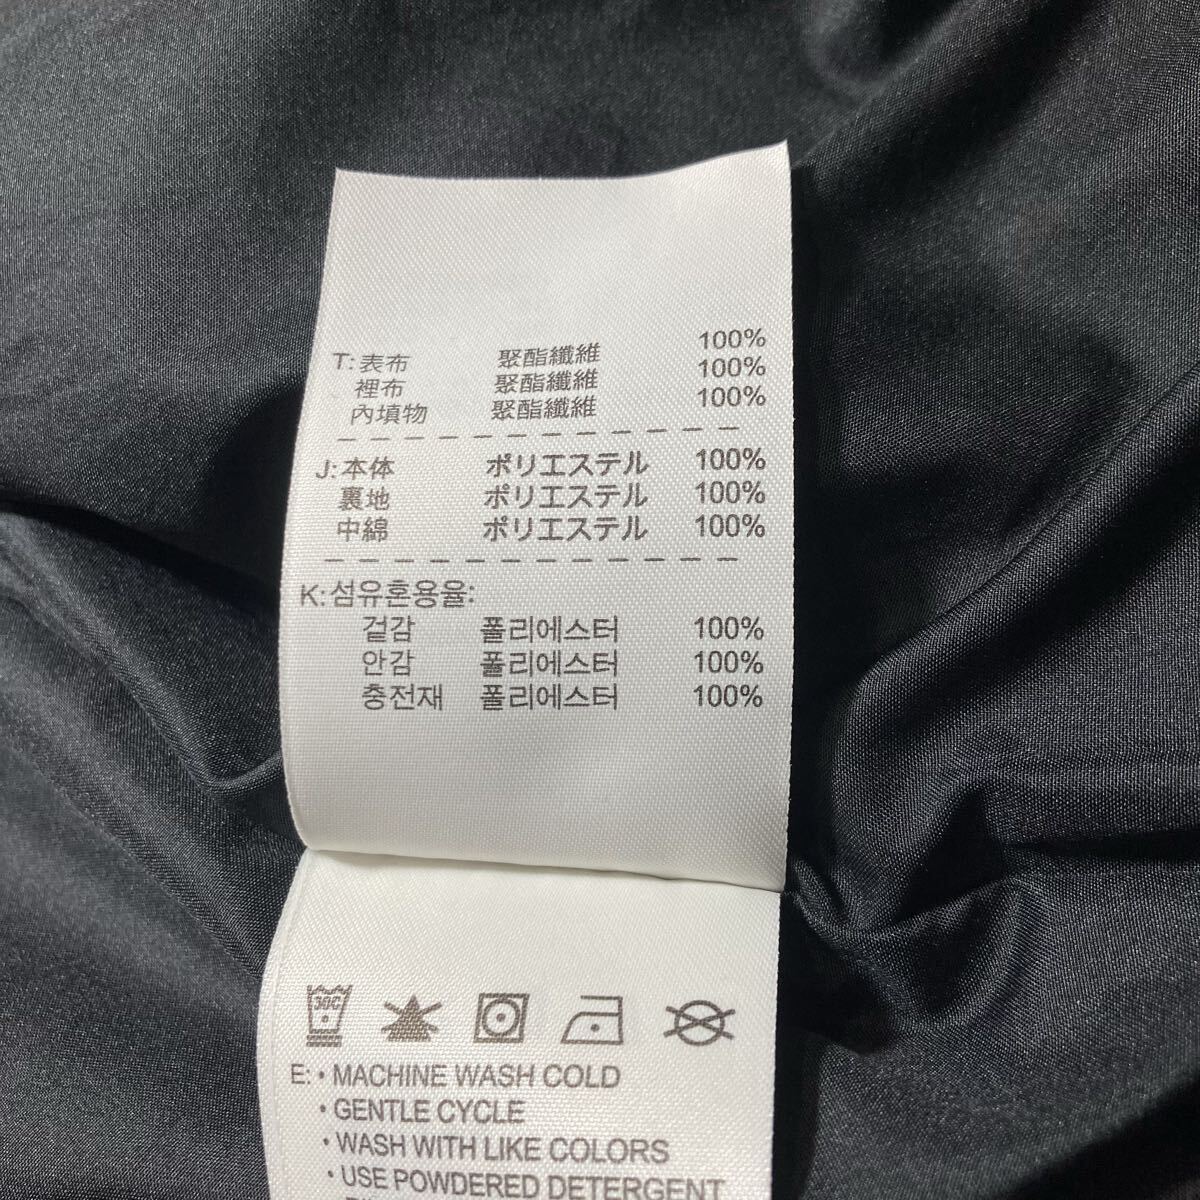 T: 表布 聚酯纖維 100%
裡布 聚酯纖維 100%
內填物 聚酯纖維 100%
J: 本体 ポリエステル 100%
裏地 ポリエステル 100%
中綿 ポリエステル 100%
K: 섬유혼용율:
겉감 폴리에스터 100%
안감 폴리에스터 100%
충전재 폴리에스터 100%
30C
E: • MACHINE WASH COLD
• GENTLE CYCLE
• WASH WITH LIKE COLORS
• USE POWDERED DETERGENT